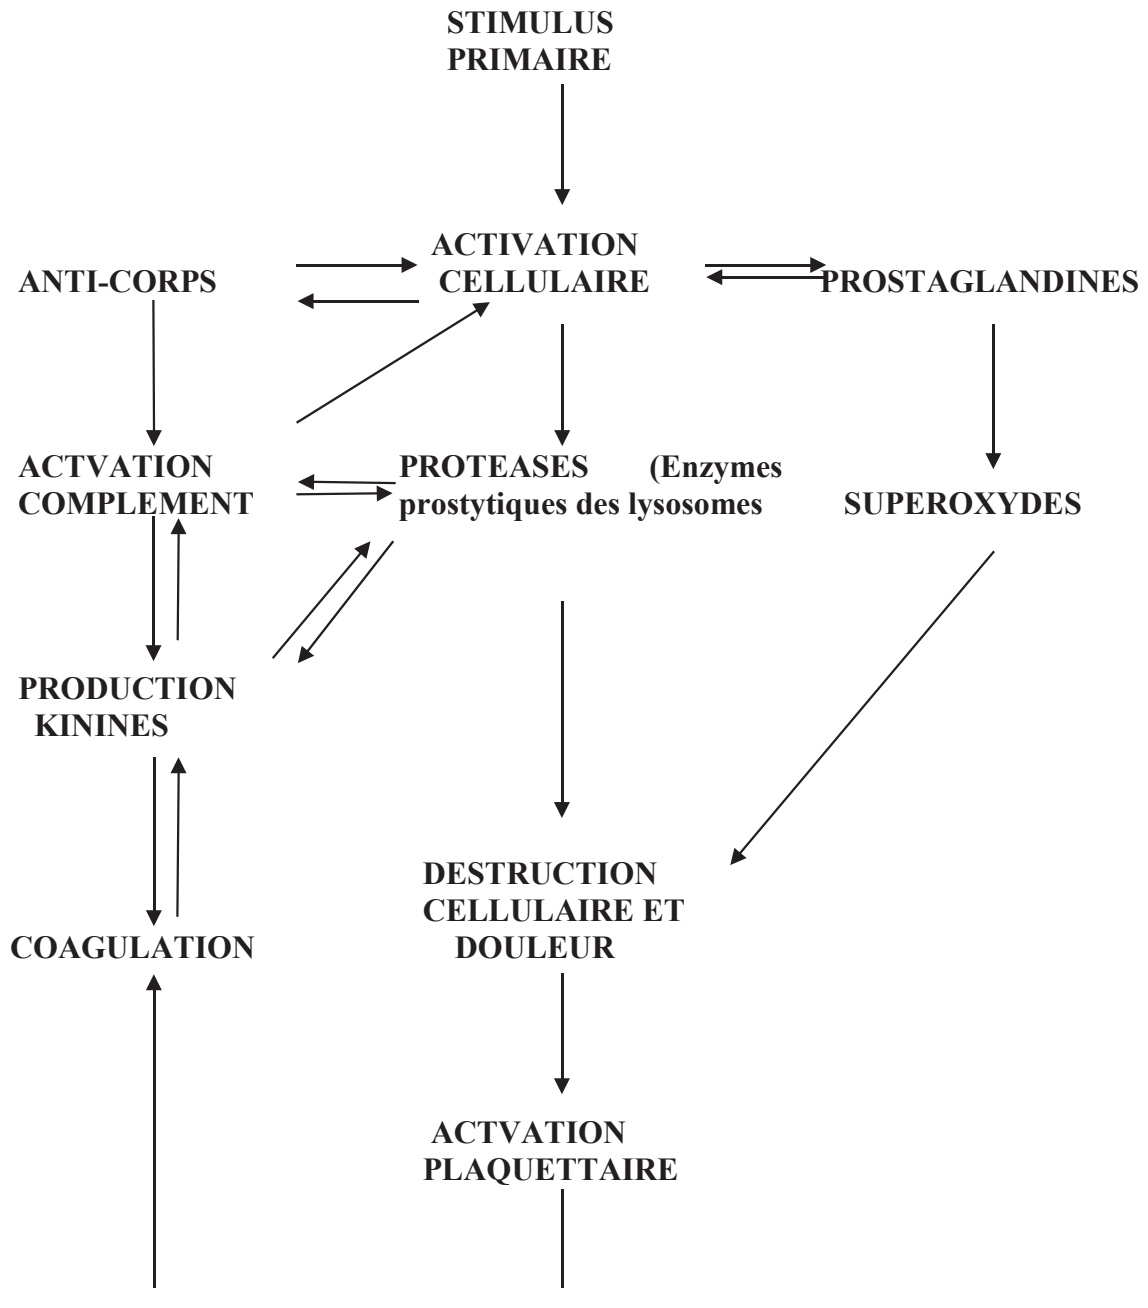 STIMULUS
PRIMAIRE
ACTIVATION
CELLULAIRE
ANTI-CORPS
PROSTAGLANDINES
ACTVATION
COMPLEMENT
PROTEASES (Enzymes
prostytiques des lysosomes
SUPEROXYDES
PRODUCTION
KININES
DESTRUCTION
CELLULAIRE ET
DOULEUR
COAGULATION
ACTVATION
PLAQUETTAIRE